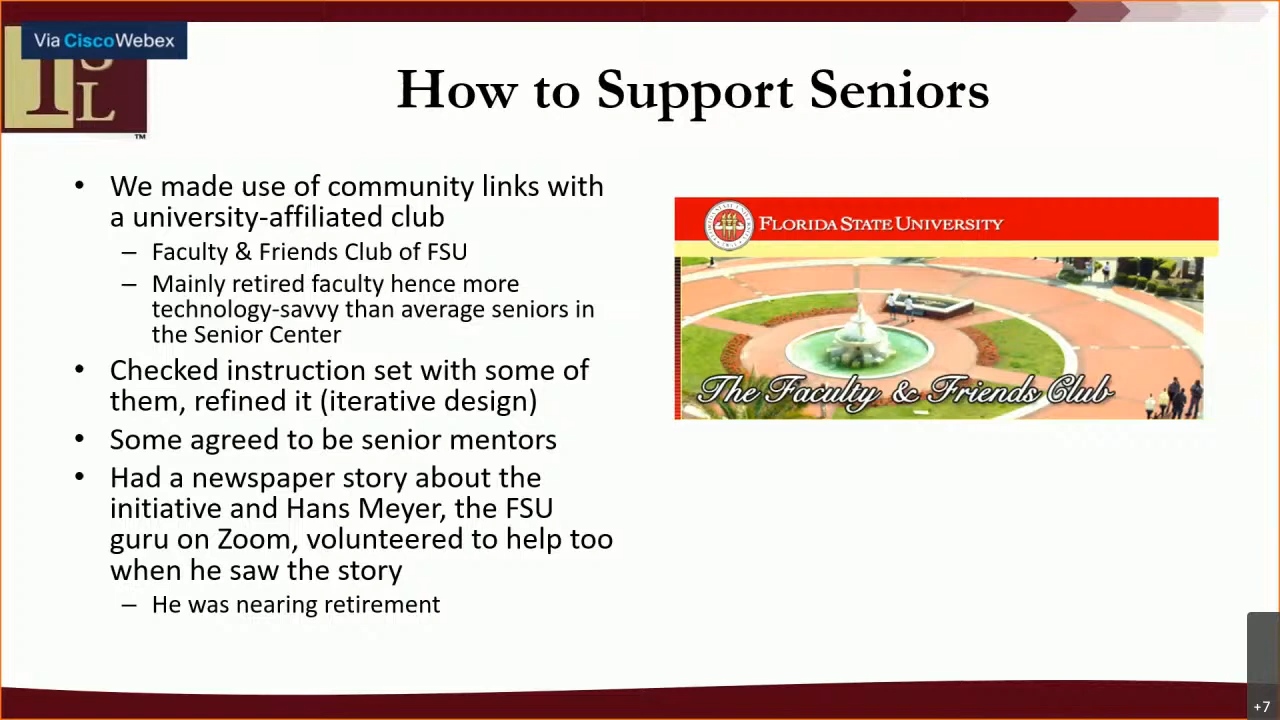 Via CiscoWebex
I S L
TM
How to Support Seniors
• We made use of community links with
a university-affiliated club
– Faculty & Friends Club of FSU
– Mainly retired faculty hence more
technology-savvy than average seniors in
the Senior Center
• Checked instruction set with some of
them, refined it (iterative design)
• Some agreed to be senior mentors
• Had a newspaper story about the
initiative and Hans Meyer, the FSU
guru on Zoom, volunteered to help too
when he saw the story
– He was nearing retirement
FLORIDA STATE UNIVERSITY
The Faculty & Friends Club
+7